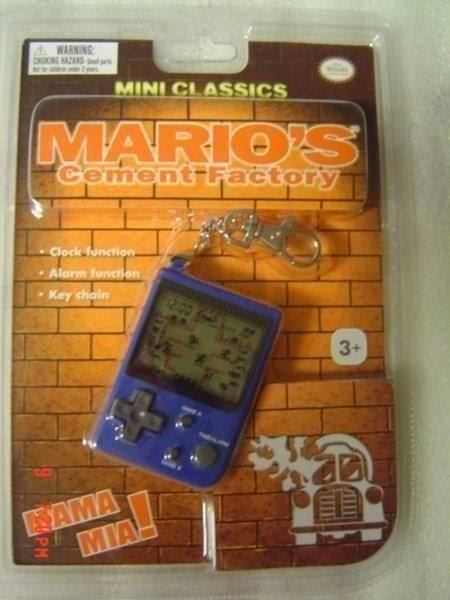 WARNING:
CHOKING HAZARD- Small parts
Not for children under 3 years.
MINI CLASSICS
MARIO'S
Cement Factory
• Clock function
• Alarm function
• Key chain
12:00
3+
GAME A
TIME/ALARM
GAME B
MAMA
MIA!
PM